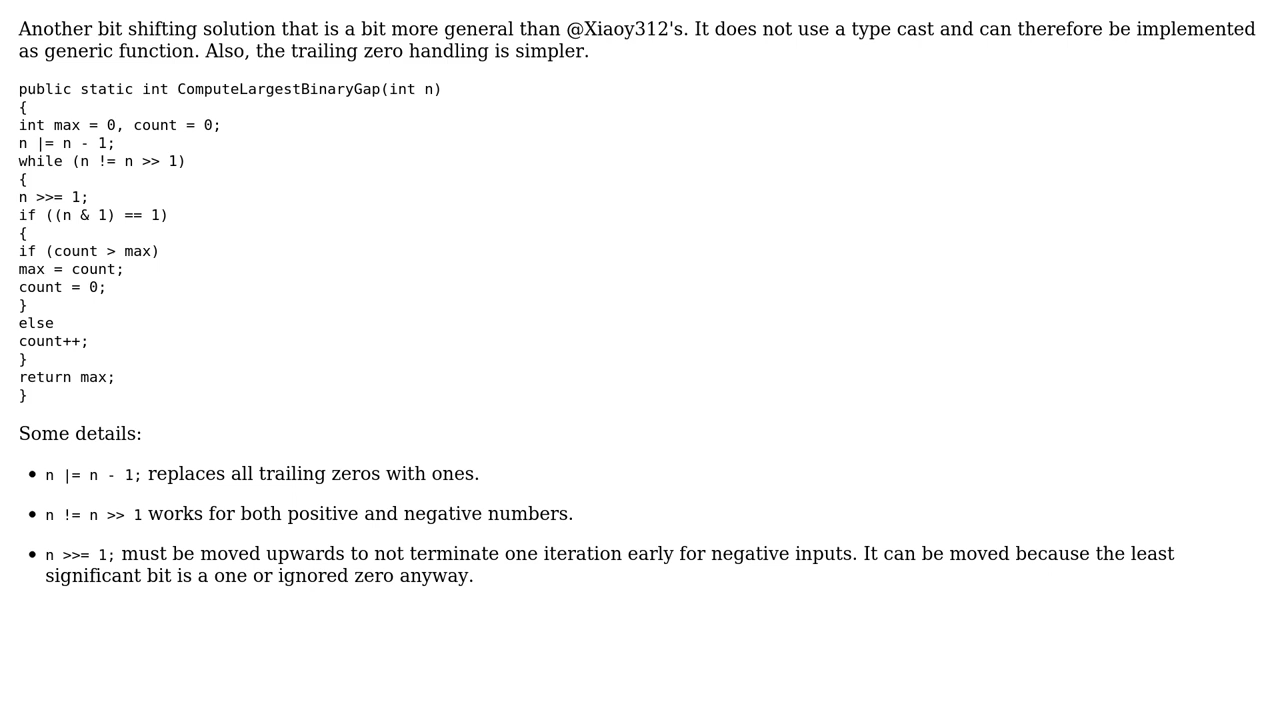 Another bit shifting solution that is a bit more general than @Xiaoy312's. It does not use a type cast and can therefore be implemented
as generic function. Also, the trailing zero handling is simpler.
public static int ComputeLargestBinaryGap(int n)
{
int max = 0, count = 0;
n |= n - 1;
while (n != n >> 1)
{
n >>= 1;
if ((n & 1) == 1)
{
if (count > max)
max = count;
count = 0;
}
else
count++;
}
return max;
}
Some details:
• n |= n - 1; replaces all trailing zeros with ones.
• n != n >> 1 works for both positive and negative numbers.
• n >>= 1; must be moved upwards to not terminate one iteration early for negative inputs. It can be moved because the least
significant bit is a one or ignored zero anyway.